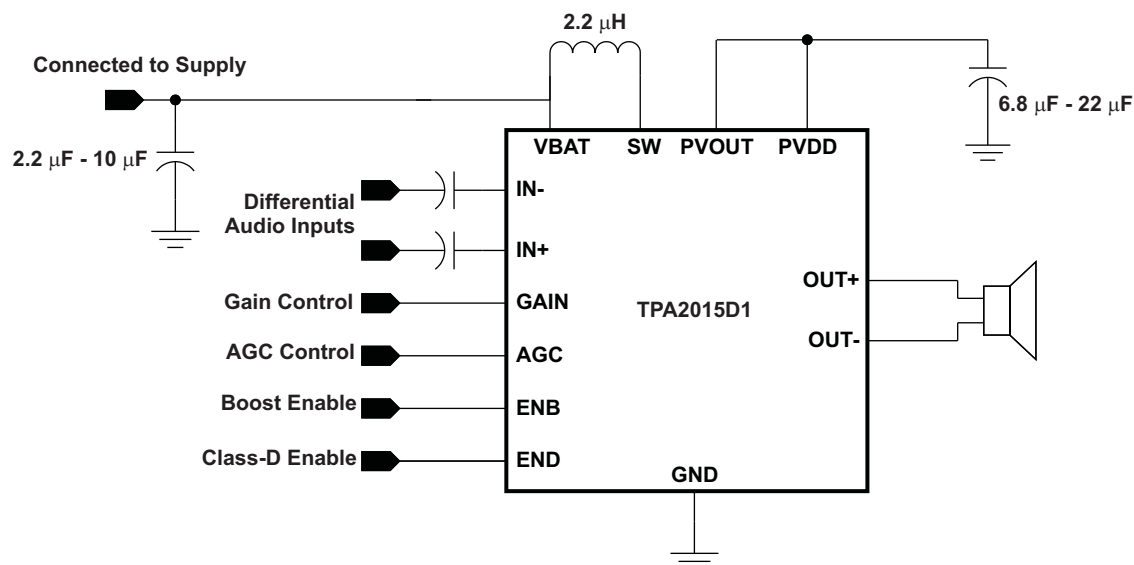 2.2 μH
Connected to Supply
6.8 μF - 22 μF
2.2 μF - 10 μF
VBAT SW PVOUT PVDD
Differential
Audio Inputs
IN-
IN+
Gain Control
GAIN
TPA2015D1
OUT+
OUT-
AGC Control
AGC
Boost Enable
ENB
Class-D Enable
END
GND